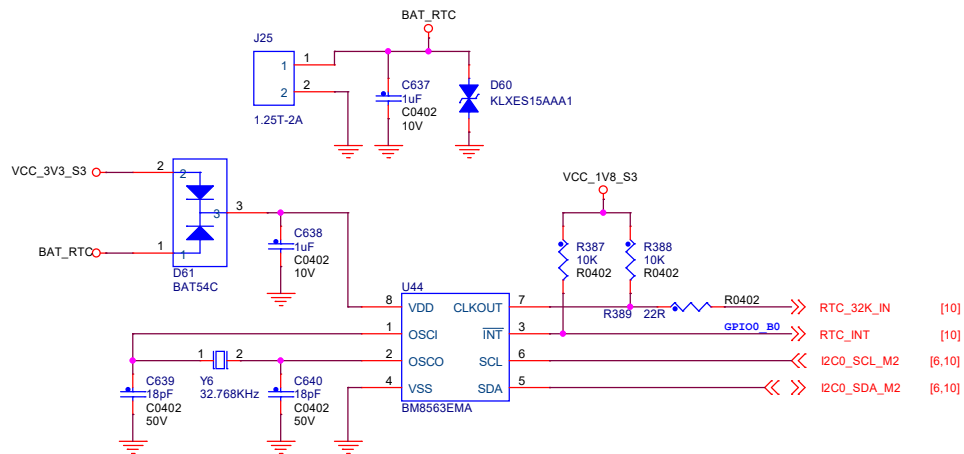 BAT_RTC
J25
1
1
2
2
1.25T-2A
C637
1uF
C0402
10V
D60
KLXES15AAA1
VCC_3V3_S3
2
2
3
3
BAT_RTC
1
1
D61
BAT54C
C638
1uF
C0402
10V
VCC_1V8_S3
R387
10K
R0402
R388
10K
R0402
U44
8
VDD
CLKOUT
7
R389
22R
R0402
RTC_32K_IN
[10]
1
OSCI
INT
3
GPIO0_B0
RTC_INT
[10]
2
OSCO
SCL
6
I2C0_SCL_M2
[6,10]
4
VSS
SDA
5
I2C0_SDA_M2
[6,10]
BM8563EMA
1
2
Y6
32.768KHz
C639
18pF
C0402
50V
C640
18pF
C0402
50V